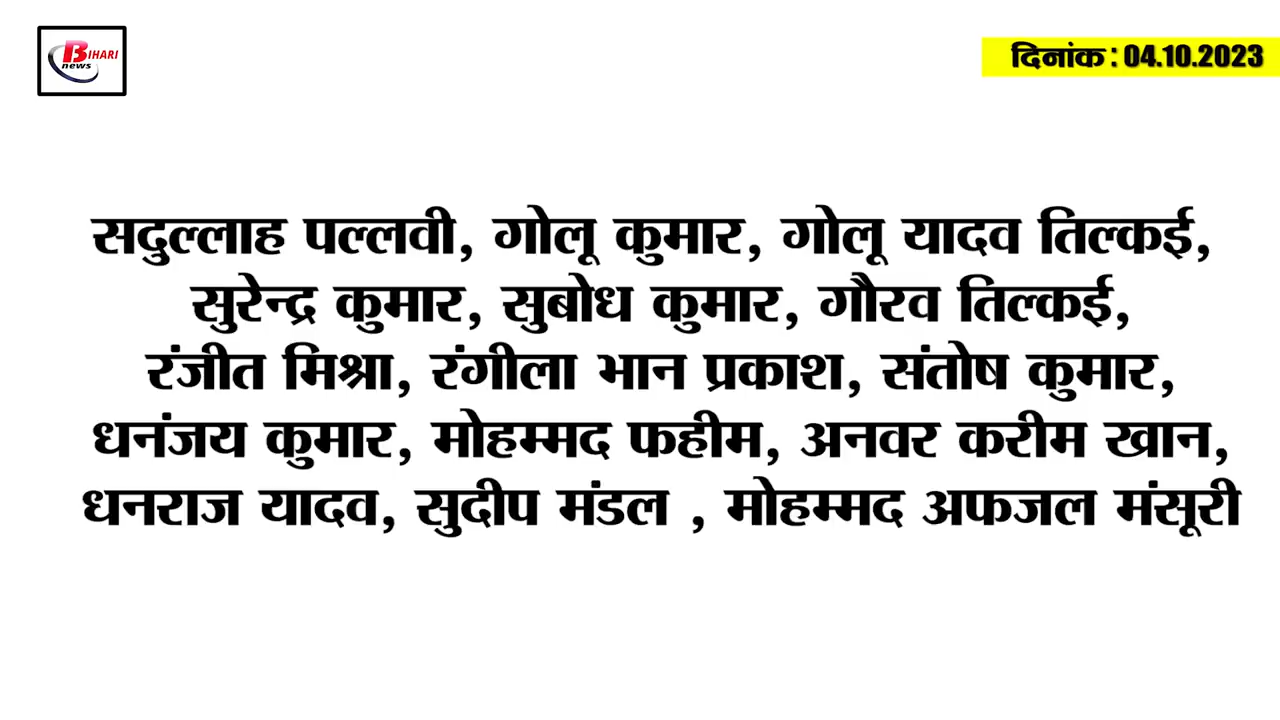 BIHARI
news
दिनांक : 04.10.2023
सदुल्लाह पल्लवी, गोलू कुमार, गोलू यादव तिल्कई,
सुरेन्द्र कुमार, सुबोध कुमार, गौरव तिल्कई,
रंजीत मिश्रा, रंगीला भान प्रकाश, संतोष कुमार,
धनंजय कुमार, मोहम्मद फहीम, अनवर करीम खान,
धनराज यादव, सुदीप मंडल , मोहम्मद अफजल मंसूरी